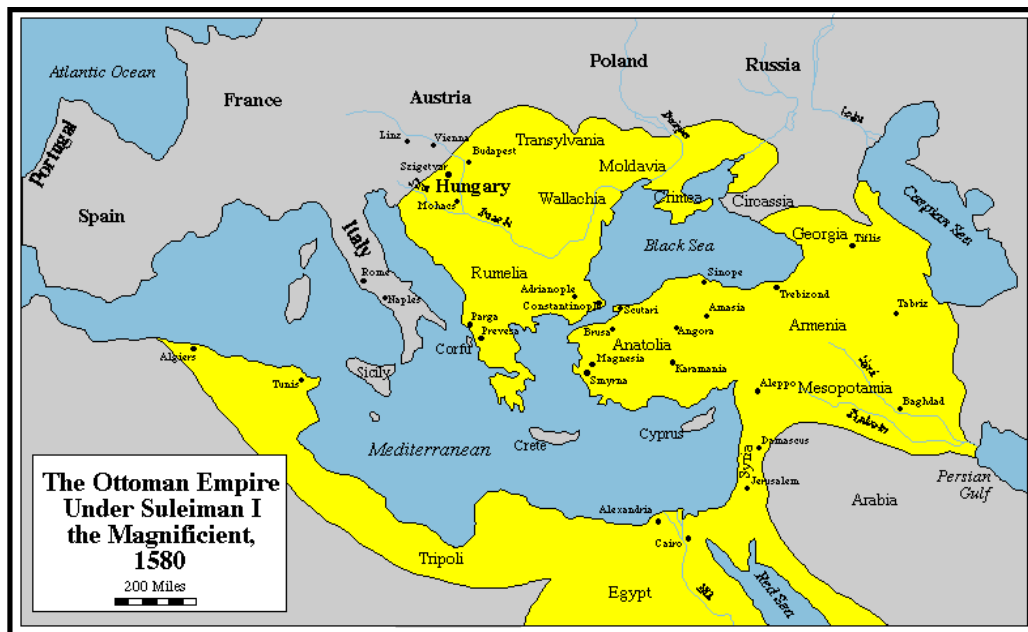 Atlantic Ocean
Portugal
Spain
France
Austria
Poland
Russia
Linz
Vienna
Budapest
Szigetvar
Hungary
Mohacs
Transylvania
Moldavia
Wallachia
Crimea
Circassia
Caspian Sea
Georgia
Tiflis
Black Sea
Italy
Rome
Naples
Rumelia
Adrianople
Constantinople
Scutari
Sinope
Trebizond
Amasia
Angora
Armenia
Tabriz
Parga
Prevesa
Corfu
Brusa
Anatolia
Magnesia
Smyrna
Karamania
Algiers
Tunis
Sicily
Aleppo
Mesopotamia
Baghdad
Mediterranean
Crete
Cyprus
Syria
Damascus
Jerusalem
Persian
Gulf
Arabia
Alexandria
Cairo
Tripoli
Egypt
Red Sea
The Ottoman Empire
Under Suleiman I
the Magnificient,
1580
200 Miles